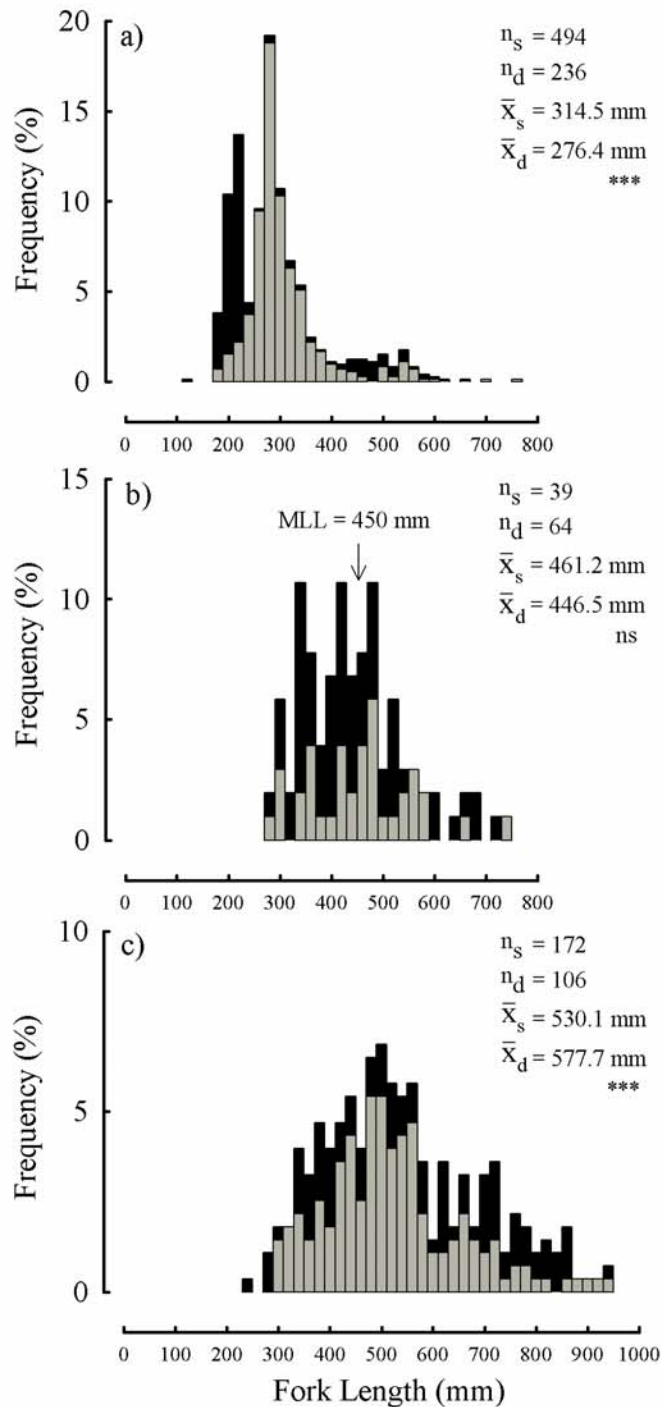 a)
n_s = 494
n_d = 236
x̄_s = 314.5 mm
x̄_d = 276.4 mm
***
Frequency (%)
20
15
10
5
0
0 100 200 300 400 500 600 700 800
b)
MLL = 450 mm
n_s = 39
n_d = 64
x̄_s = 461.2 mm
x̄_d = 446.5 mm
ns
Frequency (%)
15
10
5
0
0 100 200 300 400 500 600 700 800
c)
n_s = 172
n_d = 106
x̄_s = 530.1 mm
x̄_d = 577.7 mm
***
Frequency (%)
10
5
0
0 100 200 300 400 500 600 700 800 900 1000
Fork Length (mm)